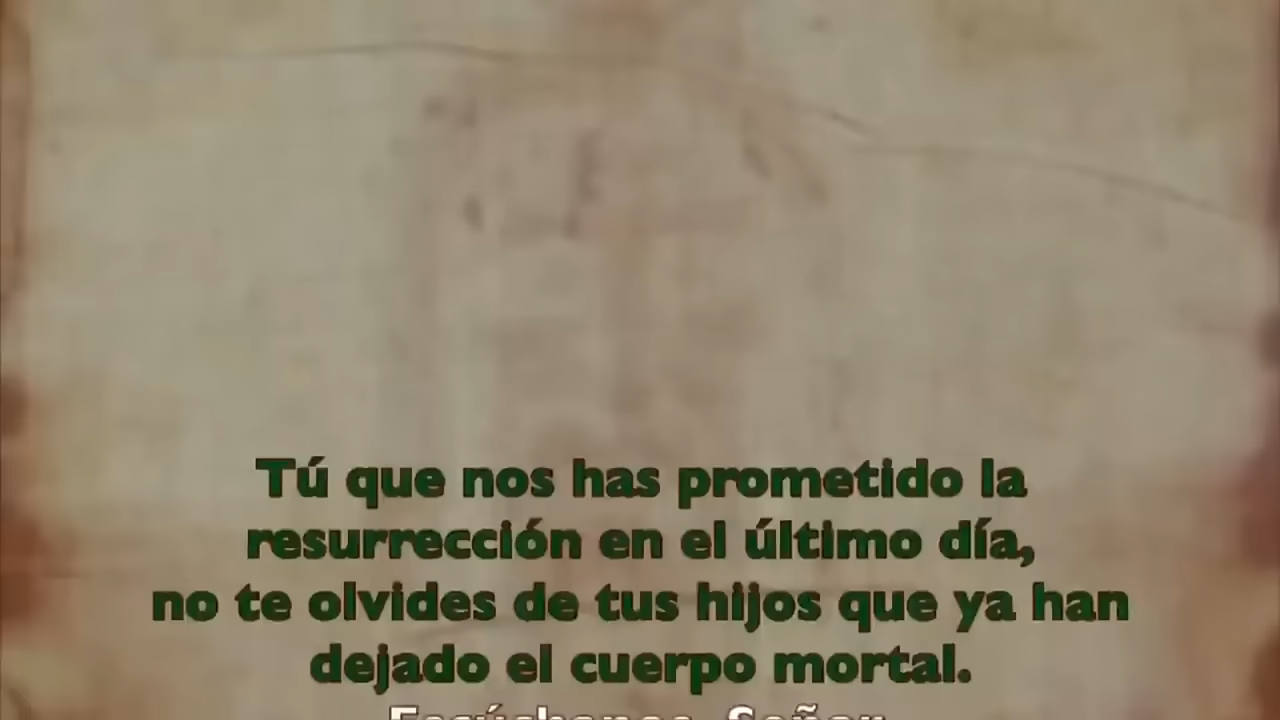 Tú que nos has prometido la
resurrección en el último día,
no te olvides de tus hijos que ya han
dejado el cuerpo mortal.
Escúchanos, Señor.